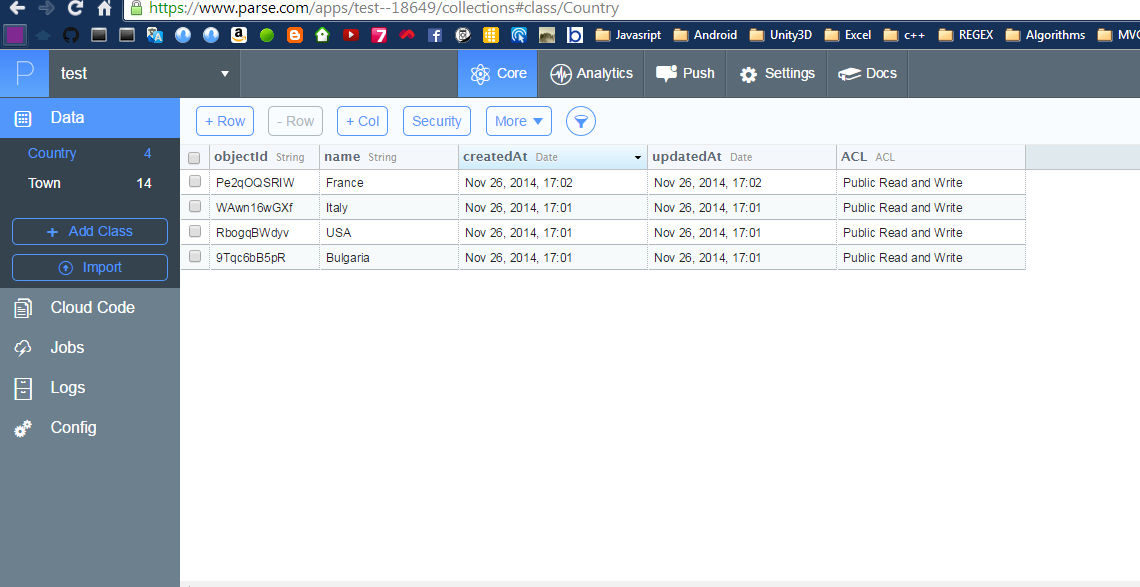 https://www.parse.com/apps/test--18649/collections#class/Country
Javasript Android Unity3D Excel c++ REGEX Algorithms MVC
test Core Analytics Push Settings Docs
Data + Row - Row + Col Security More
Country 4
Town 14
+ Add Class
Import
Cloud Code
Jobs
Logs
Config
objectId String name String createdAt Date updatedAt Date ACL ACL
Pe2qOQSRIW France Nov 26, 2014, 17:02 Nov 26, 2014, 17:02 Public Read and Write
WAwn16wGXf Italy Nov 26, 2014, 17:01 Nov 26, 2014, 17:01 Public Read and Write
RbogqBWdyv USA Nov 26, 2014, 17:01 Nov 26, 2014, 17:01 Public Read and Write
9Tqc6bB5pR Bulgaria Nov 26, 2014, 17:01 Nov 26, 2014, 17:01 Public Read and Write